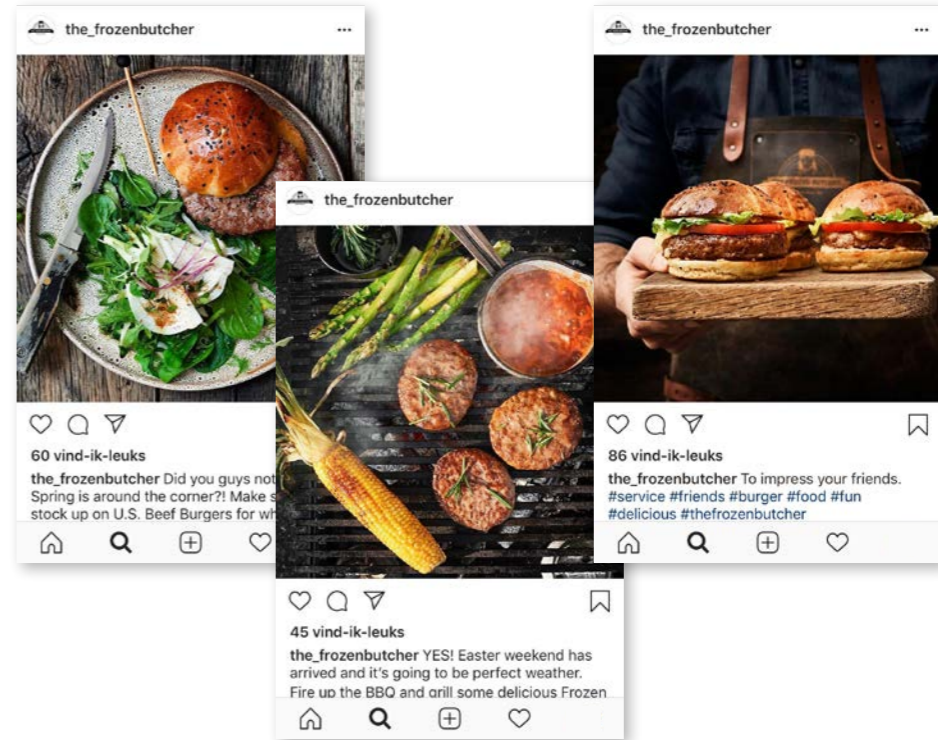 the_frozenbutcher
60 vind-ik-leuks
the_frozenbutcher Did you guys not
Spring is around the corner?! Make s
stock up on U.S. Beef Burgers for wh
the_frozenbutcher
45 vind-ik-leuks
the_frozenbutcher YES! Easter weekend has
arrived and it's going to be perfect weather.
Fire up the BBQ and grill some delicious Frozen
the_frozenbutcher
86 vind-ik-leuks
the_frozenbutcher To impress your friends.
#service #friends #burger #food #fun
#delicious #thefrozenbutcher